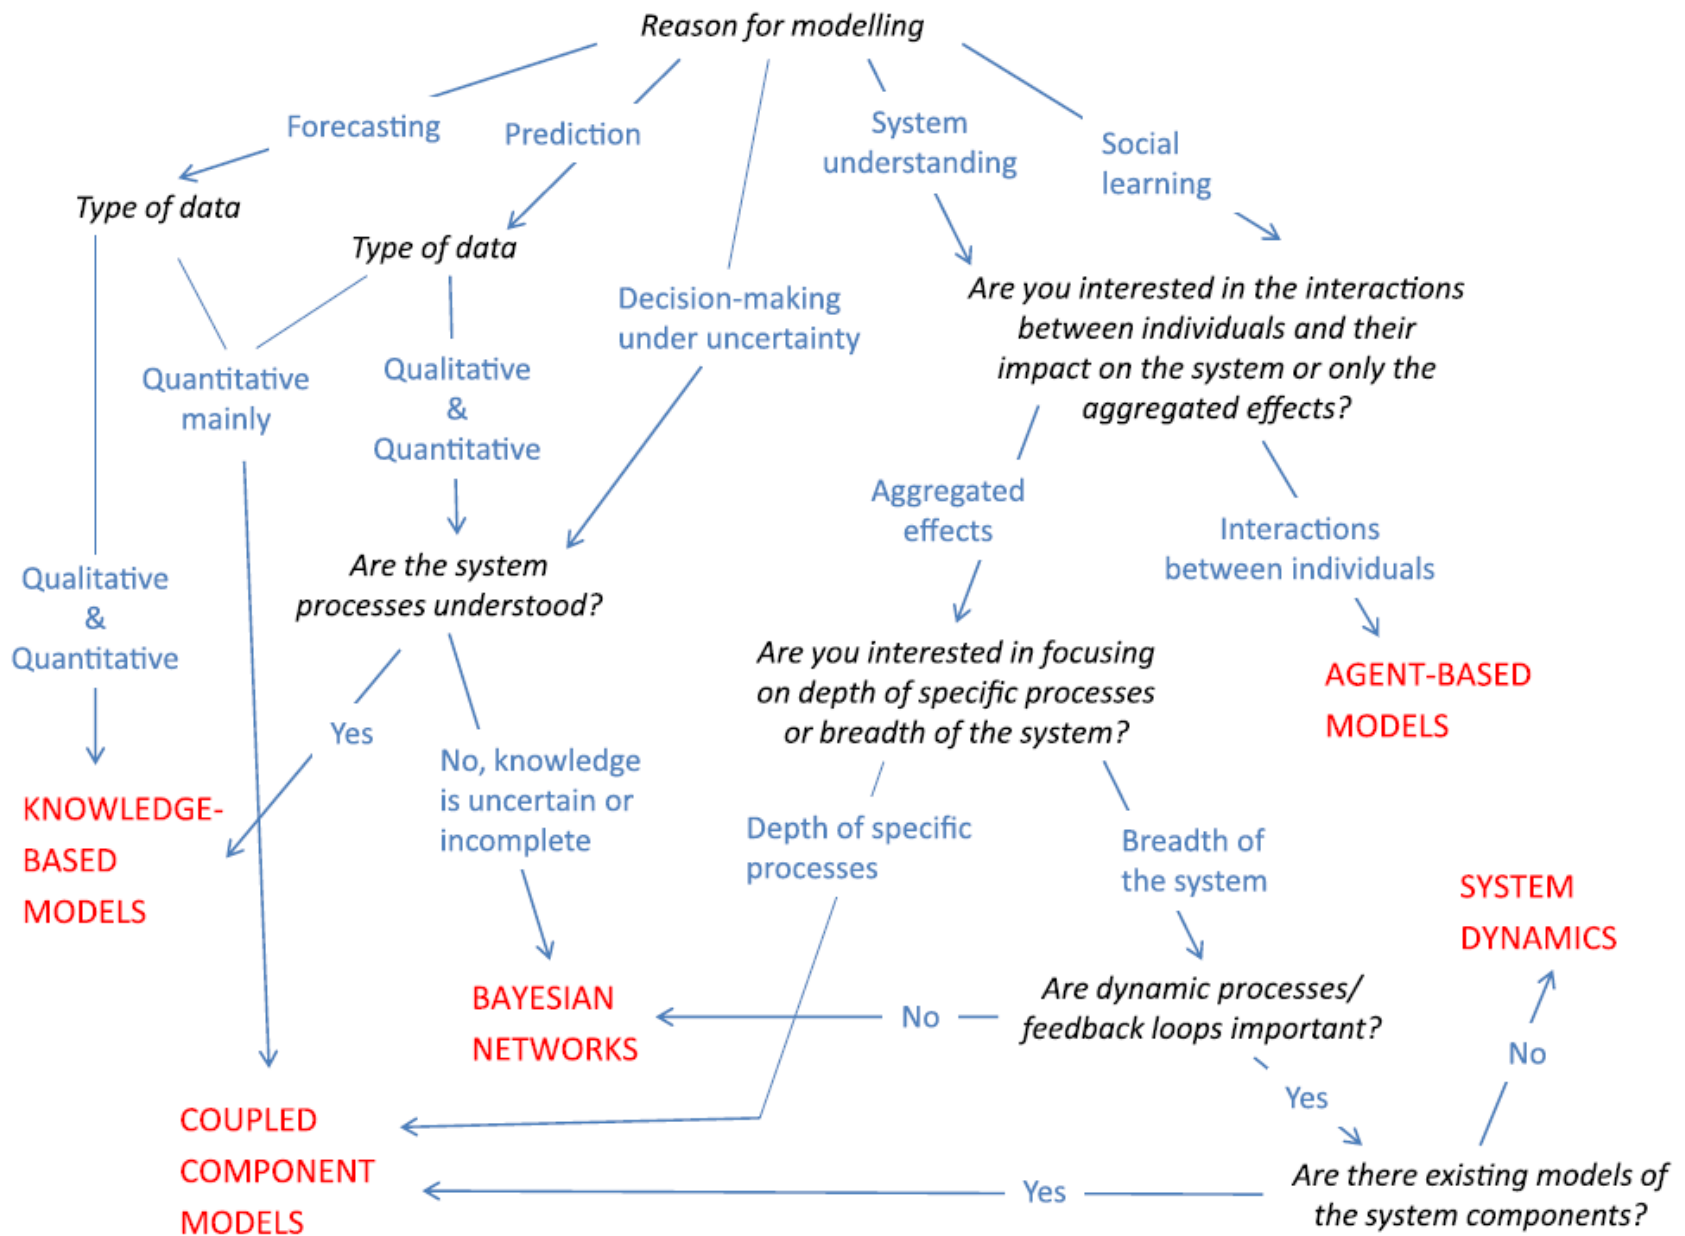 Reason for modelling
Forecasting
Prediction
System
understanding
Social
learning
Type of data
Type of data
Decision-making
under uncertainty
Are you interested in the interactions
between individuals and their
impact on the system or only the
aggregated effects?
Quantitative
mainly
Qualitative
&
Quantitative
Aggregated
effects
Interactions
between individuals
Qualitative
&
Quantitative
Are the system
processes understood?
Are you interested in focusing
on depth of specific processes
or breadth of the system?
AGENT-BASED
MODELS
Yes
No, knowledge
is uncertain or
incomplete
KNOWLEDGE-
BASED
MODELS
Depth of specific
processes
Breadth of
the system
SYSTEM
DYNAMICS
BAYESIAN
NETWORKS
No
Are dynamic processes/
feedback loops important?
No
Yes
COUPLED
COMPONENT
MODELS
Yes
Are there existing models of
the system components?